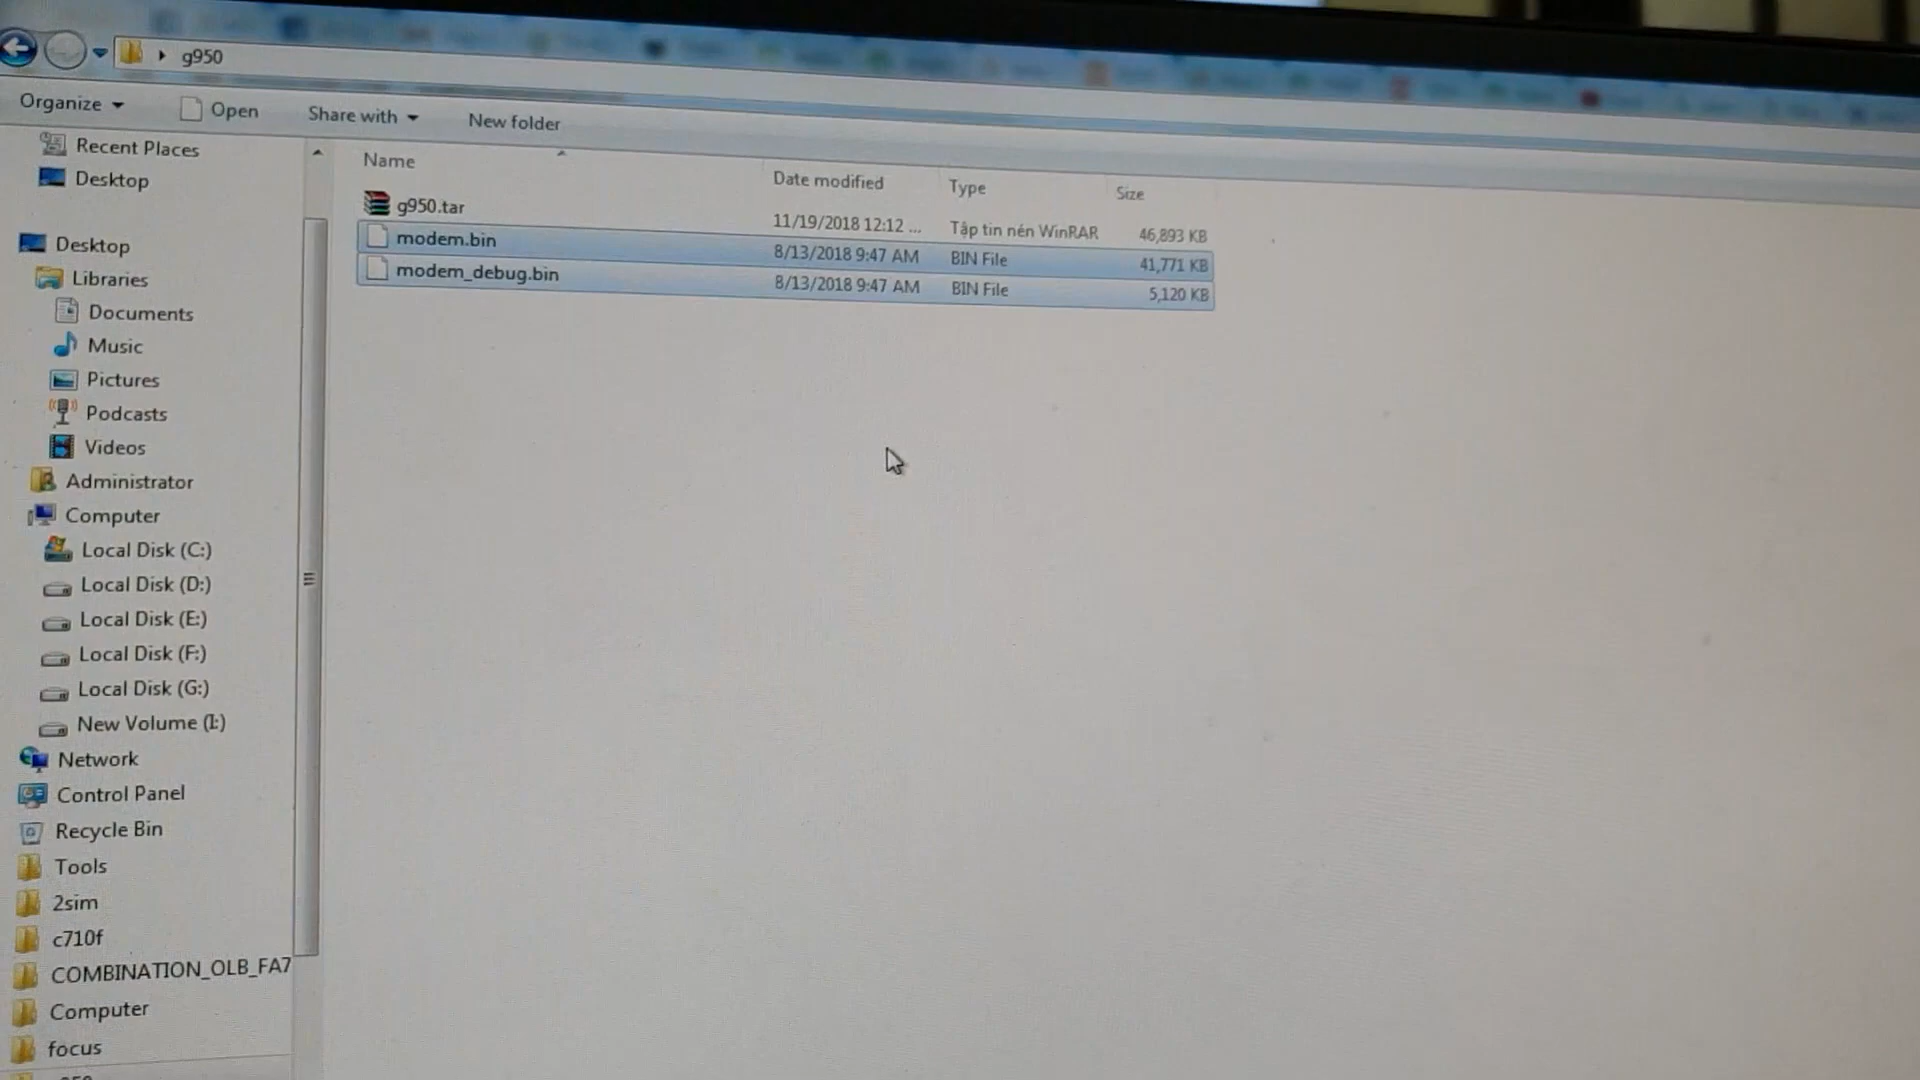 g950
Organize
Open
Share with
New folder
Recent Places
Desktop
Desktop
Libraries
Documents
Music
Pictures
Podcasts
Videos
Administrator
Computer
Local Disk (C:)
Local Disk (D:)
Local Disk (E:)
Local Disk (F:)
Local Disk (G:)
New Volume (I:)
Network
Control Panel
Recycle Bin
Tools
2sim
c710f
COMBINATION_OLB_FA7
Computer
focus
Name Date modified Type Size
g950.tar 11/19/2018 12:12 ... Tập tin nén WinRAR 46,893 KB
modem.bin 8/13/2018 9:47 AM BIN File 41,771 KB
modem_debug.bin 8/13/2018 9:47 AM BIN File 5,120 KB